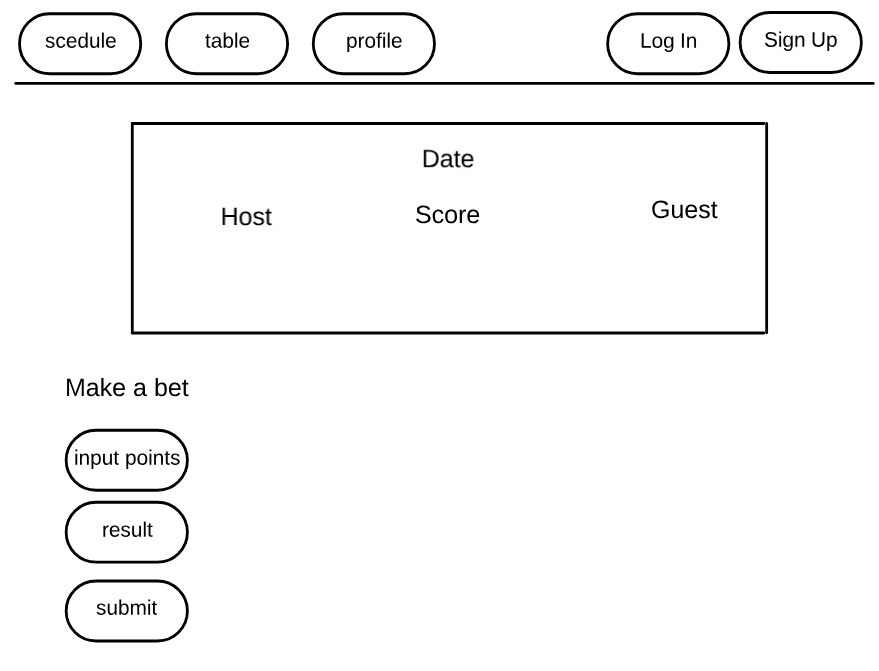 scedule table profile Log In Sign Up
Date
Host Score Guest
Make a bet
input points
result
submit